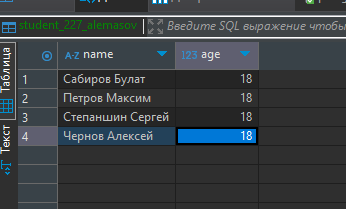 student_227_alemasov
Введите SQL выражение чтобы
Таблица
Текст
A-Z name
123 age
1 Сабиров Булат 18
2 Петров Максим 18
3 Степаншин Сергей 18
4 Чернов Алексей 18